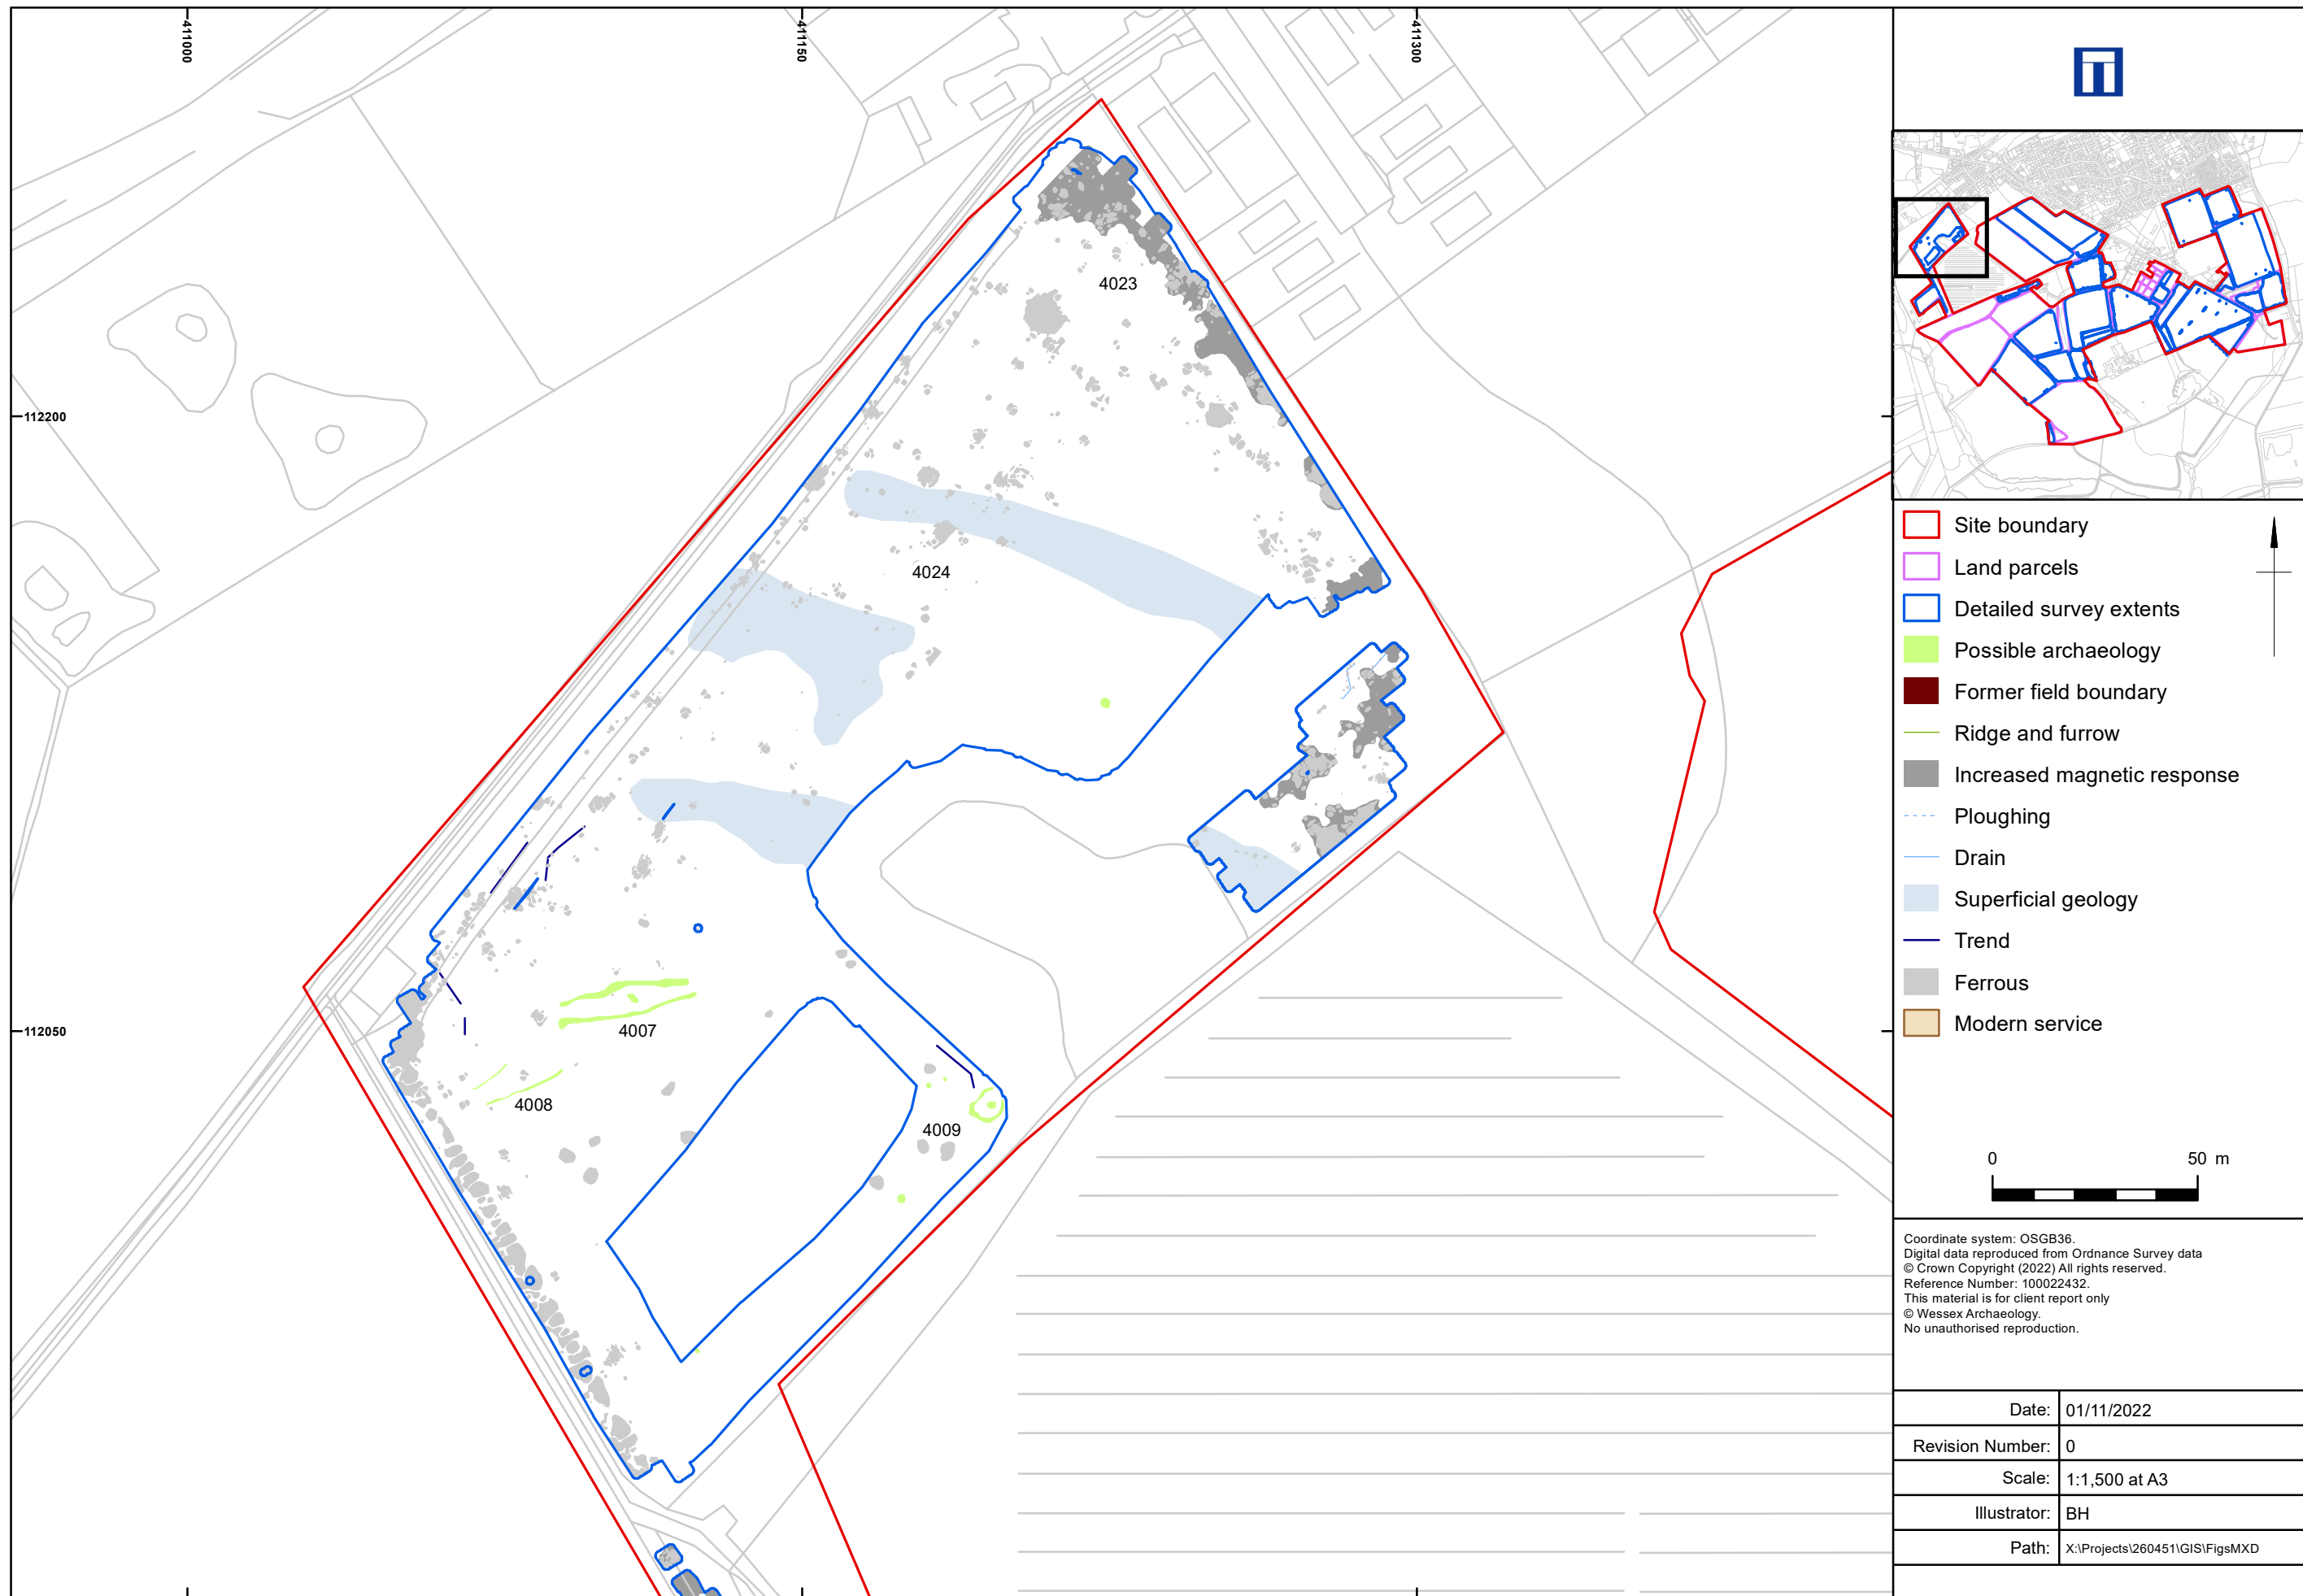 411000
411150
411300
112200
112050
4023
4024
4007
4008
4009
Site boundary
Land parcels
Detailed survey extents
Possible archaeology
Former field boundary
Ridge and furrow
Increased magnetic response
Ploughing
Drain
Superficial geology
Trend
Ferrous
Modern service
0 50 m
Coordinate system: OSGB36.
Digital data reproduced from Ordnance Survey data
© Crown Copyright (2022) All rights reserved.
Reference Number: 100022432.
This material is for client report only
© Wessex Archaeology.
No unauthorised reproduction.
Date: 01/11/2022
Revision Number: 0
Scale: 1:1,500 at A3
Illustrator: BH
Path: X:\Projects\260451\GIS\FigsMXD